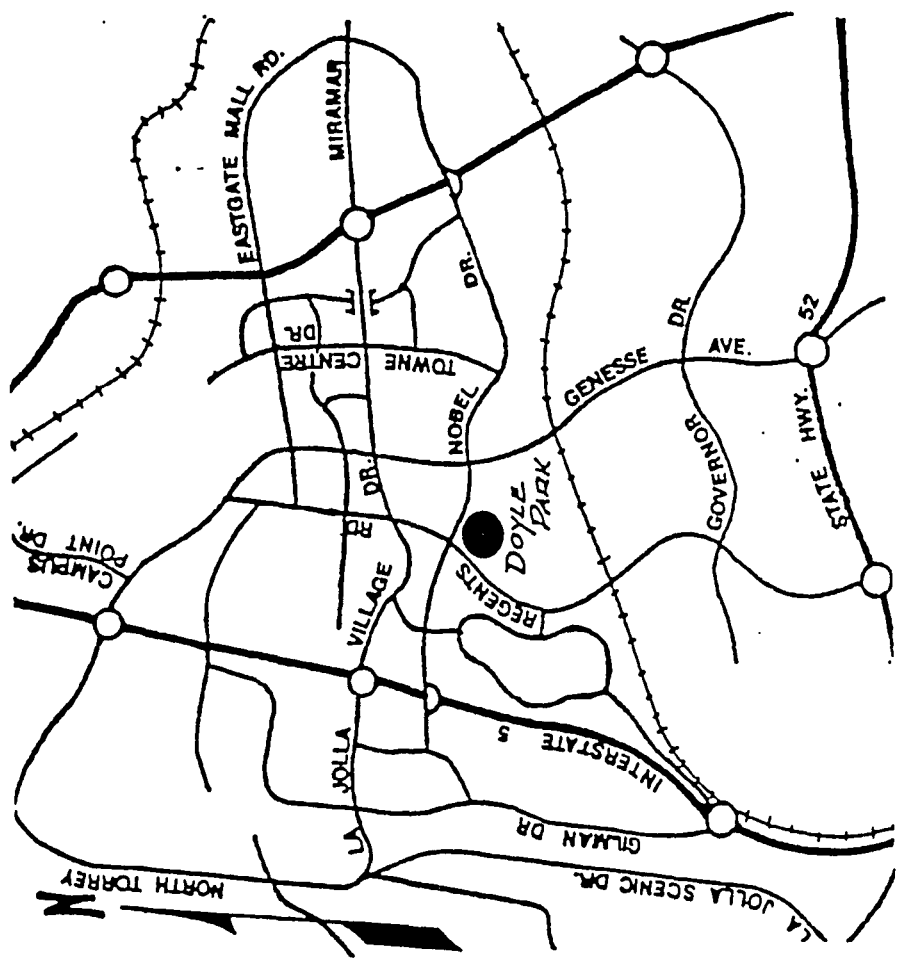 EASTGATE MALL RD.
MIRAMAR
DR.
DR.
52
DR.
TOWNE
CENTRE
AVE.
GENESSE
NOBEL
STATE HWY.
GOVERNOR
DR.
DOYLE
PARK
RD.
CAMPUS
POINT DR.
REGENTS
VILLAGE
INTERSTATE 5
JOLLA
LA
GILMAN DR
NORTH TORREY
LA JOLLA SCENIC DR.
N